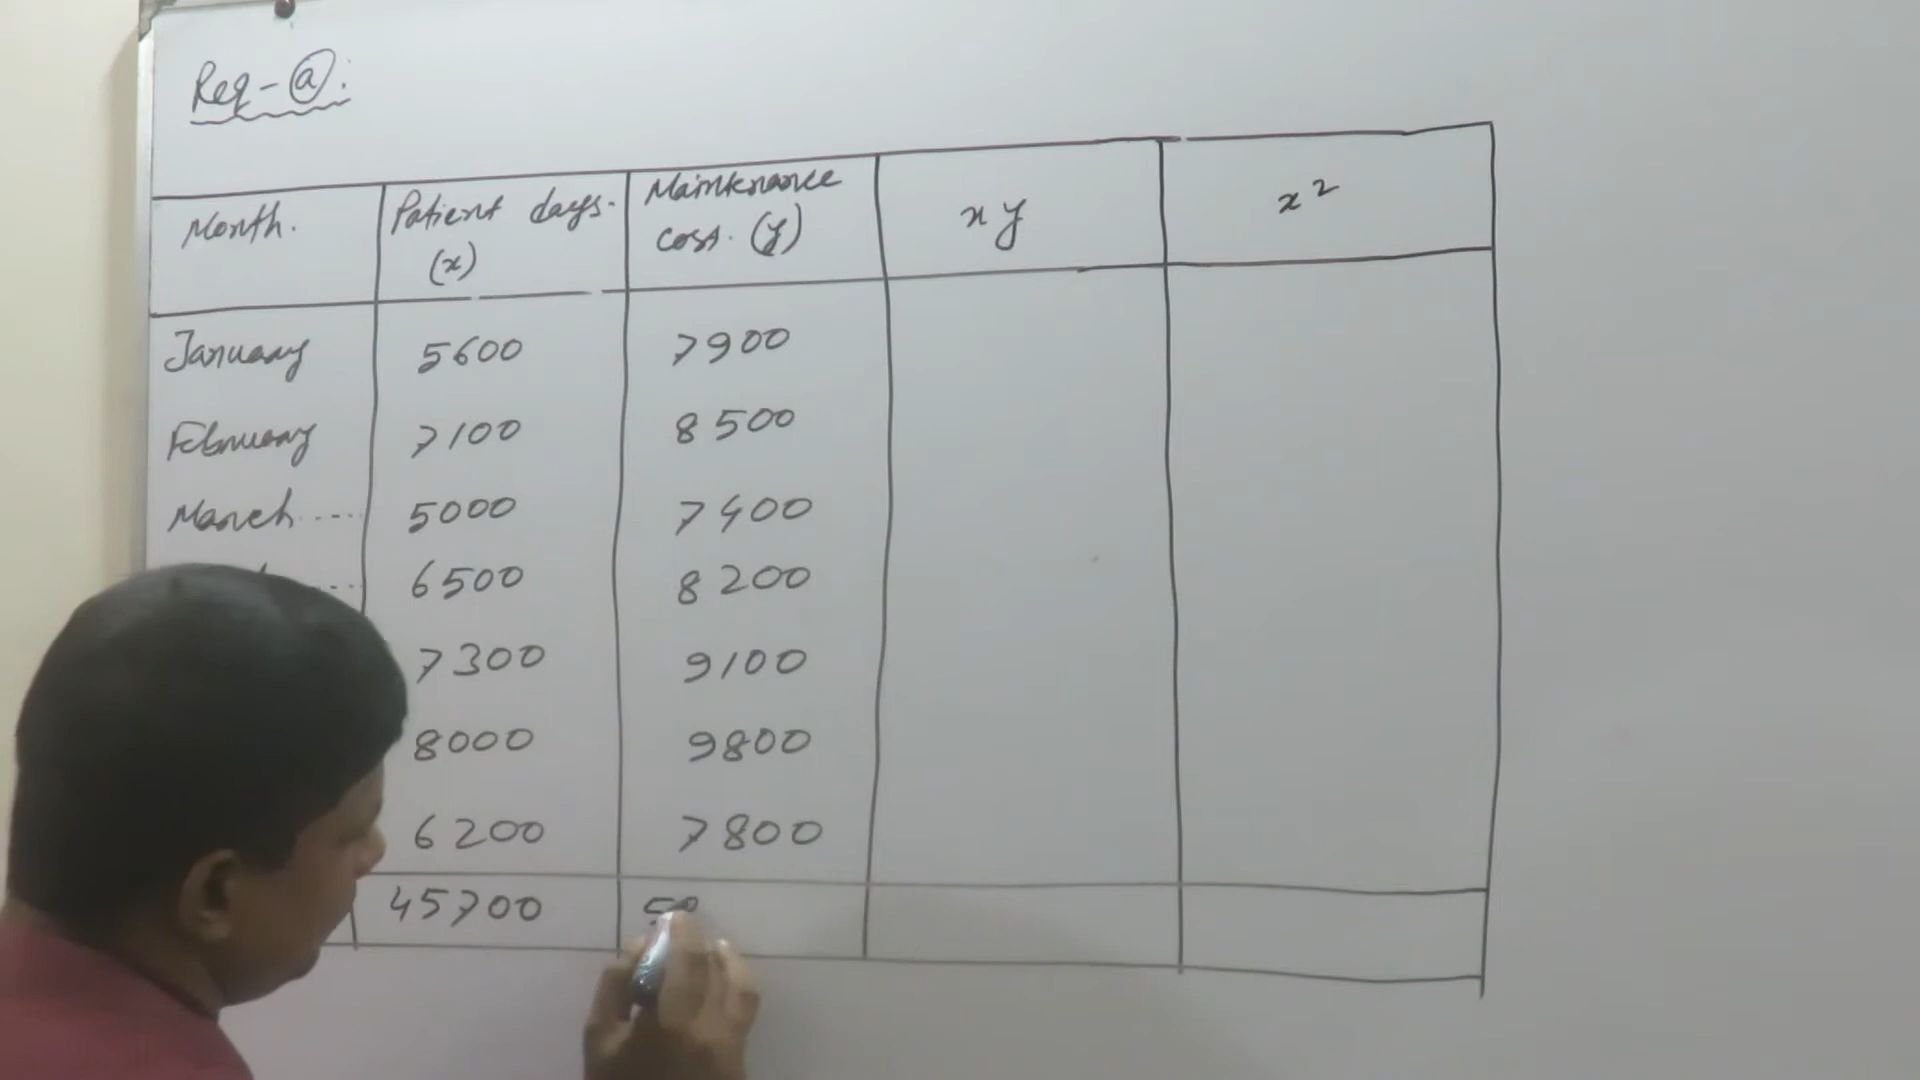 Req-ⓐ:
Month. Patient days. (x) Maintenance cost. (y) xy x2
January 5600 7900
February 7100 8500
March 5000 7400
6500 8200
7300 9100
8000 9800
6200 7800
45700